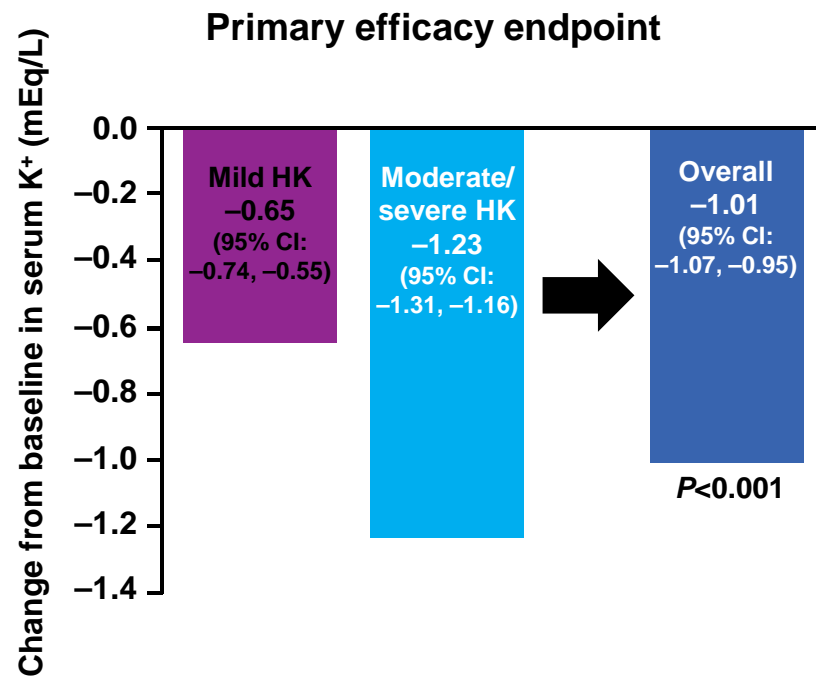 Primary efficacy endpoint
Change from baseline in serum K⁺ (mEq/L)
0.0
–0.2
–0.4
–0.6
–0.8
–1.0
–1.2
–1.4
Mild HK
–0.65
(95% CI:
–0.74, –0.55)
Moderate/
severe HK
–1.23
(95% CI:
–1.31, –1.16)
Overall
–1.01
(95% CI:
–1.07, –0.95)
P<0.001